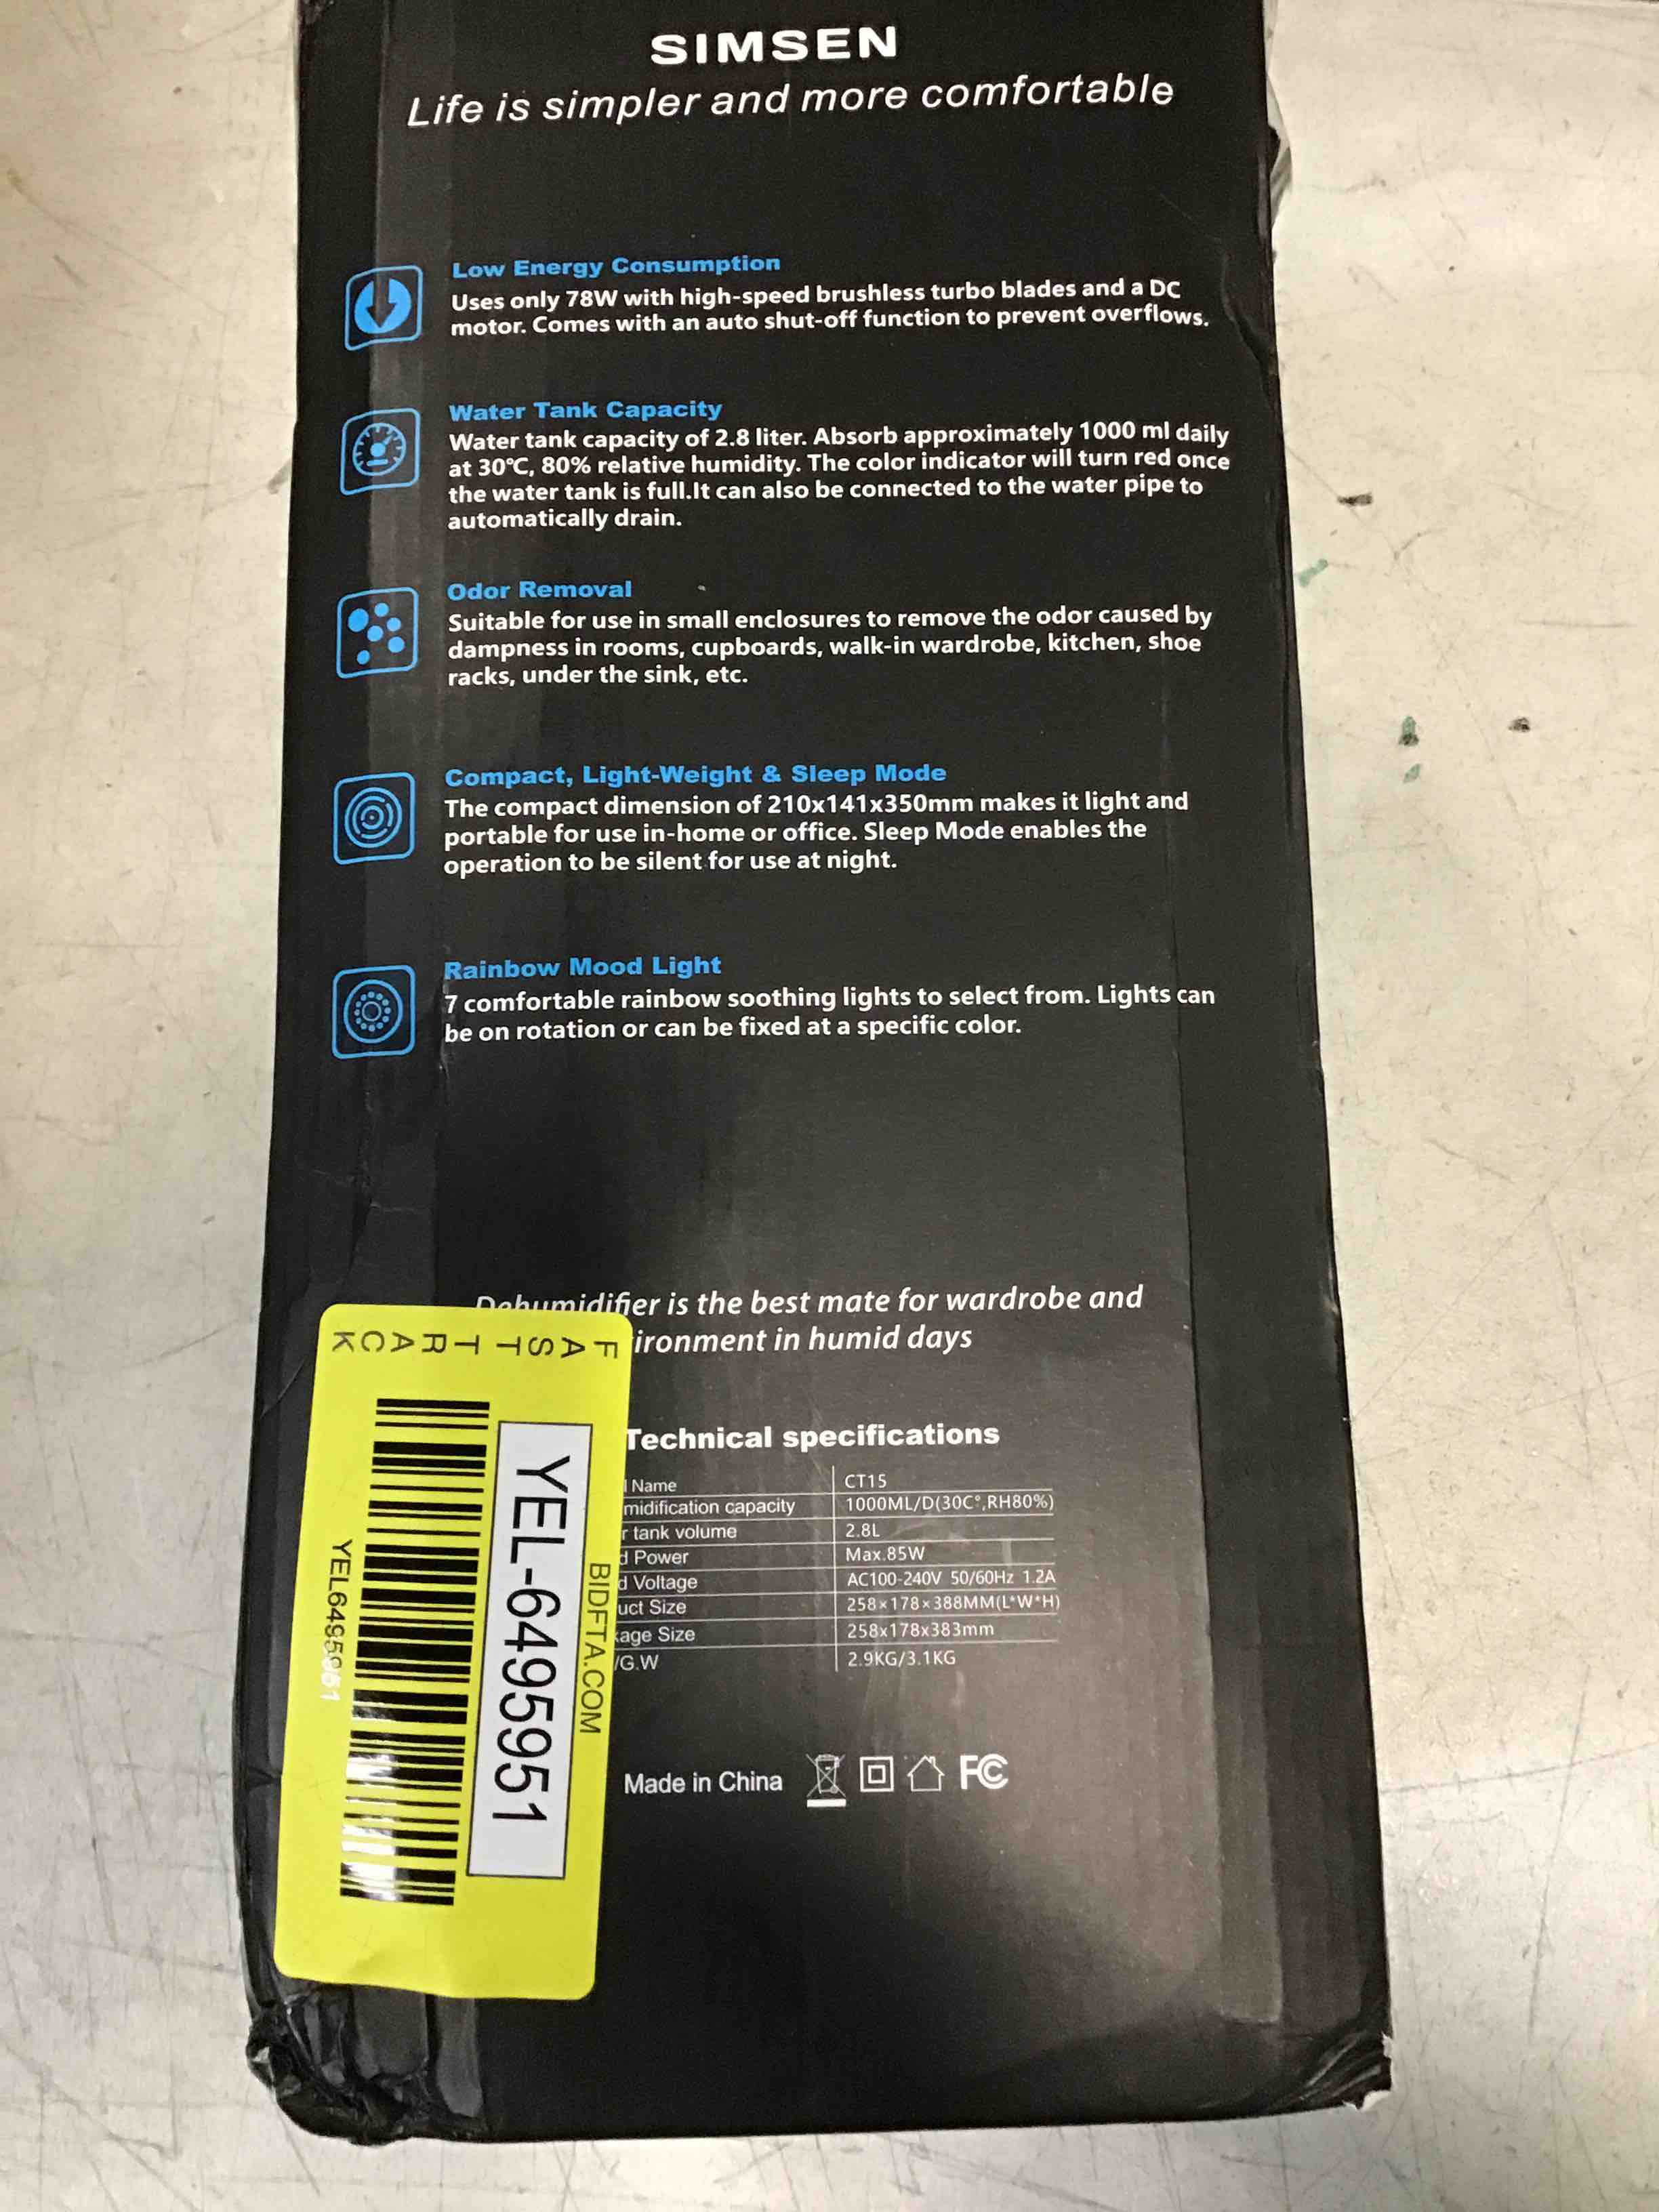 SIMSEN
Life is simpler and more comfortable
Low Energy Consumption
Uses only 78W with high-speed brushless turbo blades and a DC
motor. Comes with an auto shut-off function to prevent overflows.
Water Tank Capacity
Water tank capacity of 2.8 liter. Absorb approximately 1000 ml daily
at 30℃, 80% relative humidity. The color indicator will turn red once
the water tank is full.It can also be connected to the water pipe to
automatically drain.
Odor Removal
Suitable for use in small enclosures to remove the odor caused by
dampness in rooms, cupboards, walk-in wardrobe, kitchen, shoe
racks, under the sink, etc.
Compact, Light-Weight & Sleep Mode
The compact dimension of 210x141x350mm makes it light and
portable for use in-home or office. Sleep Mode enables the
operation to be silent for use at night.
Rainbow Mood Light
7 comfortable rainbow soothing lights to select from. Lights can
be on rotation or can be fixed at a specific color.
Dehumidifier is the best mate for wardrobe and
ironment in humid days
Technical specifications
Name CT15
midification capacity 1000ML/D(30C°,RH80%)
r tank volume 2.8L
d Power Max.85W
d Voltage AC100-240V 50/60Hz 1.2A
uct Size 258×178×388MM(L*W*H)
kage Size 258x178x383mm
/G.W 2.9KG/3.1KG
Made in China
FC
FAST TRACK
BIDFTA.COM
YEL-6495951
YEL6495951